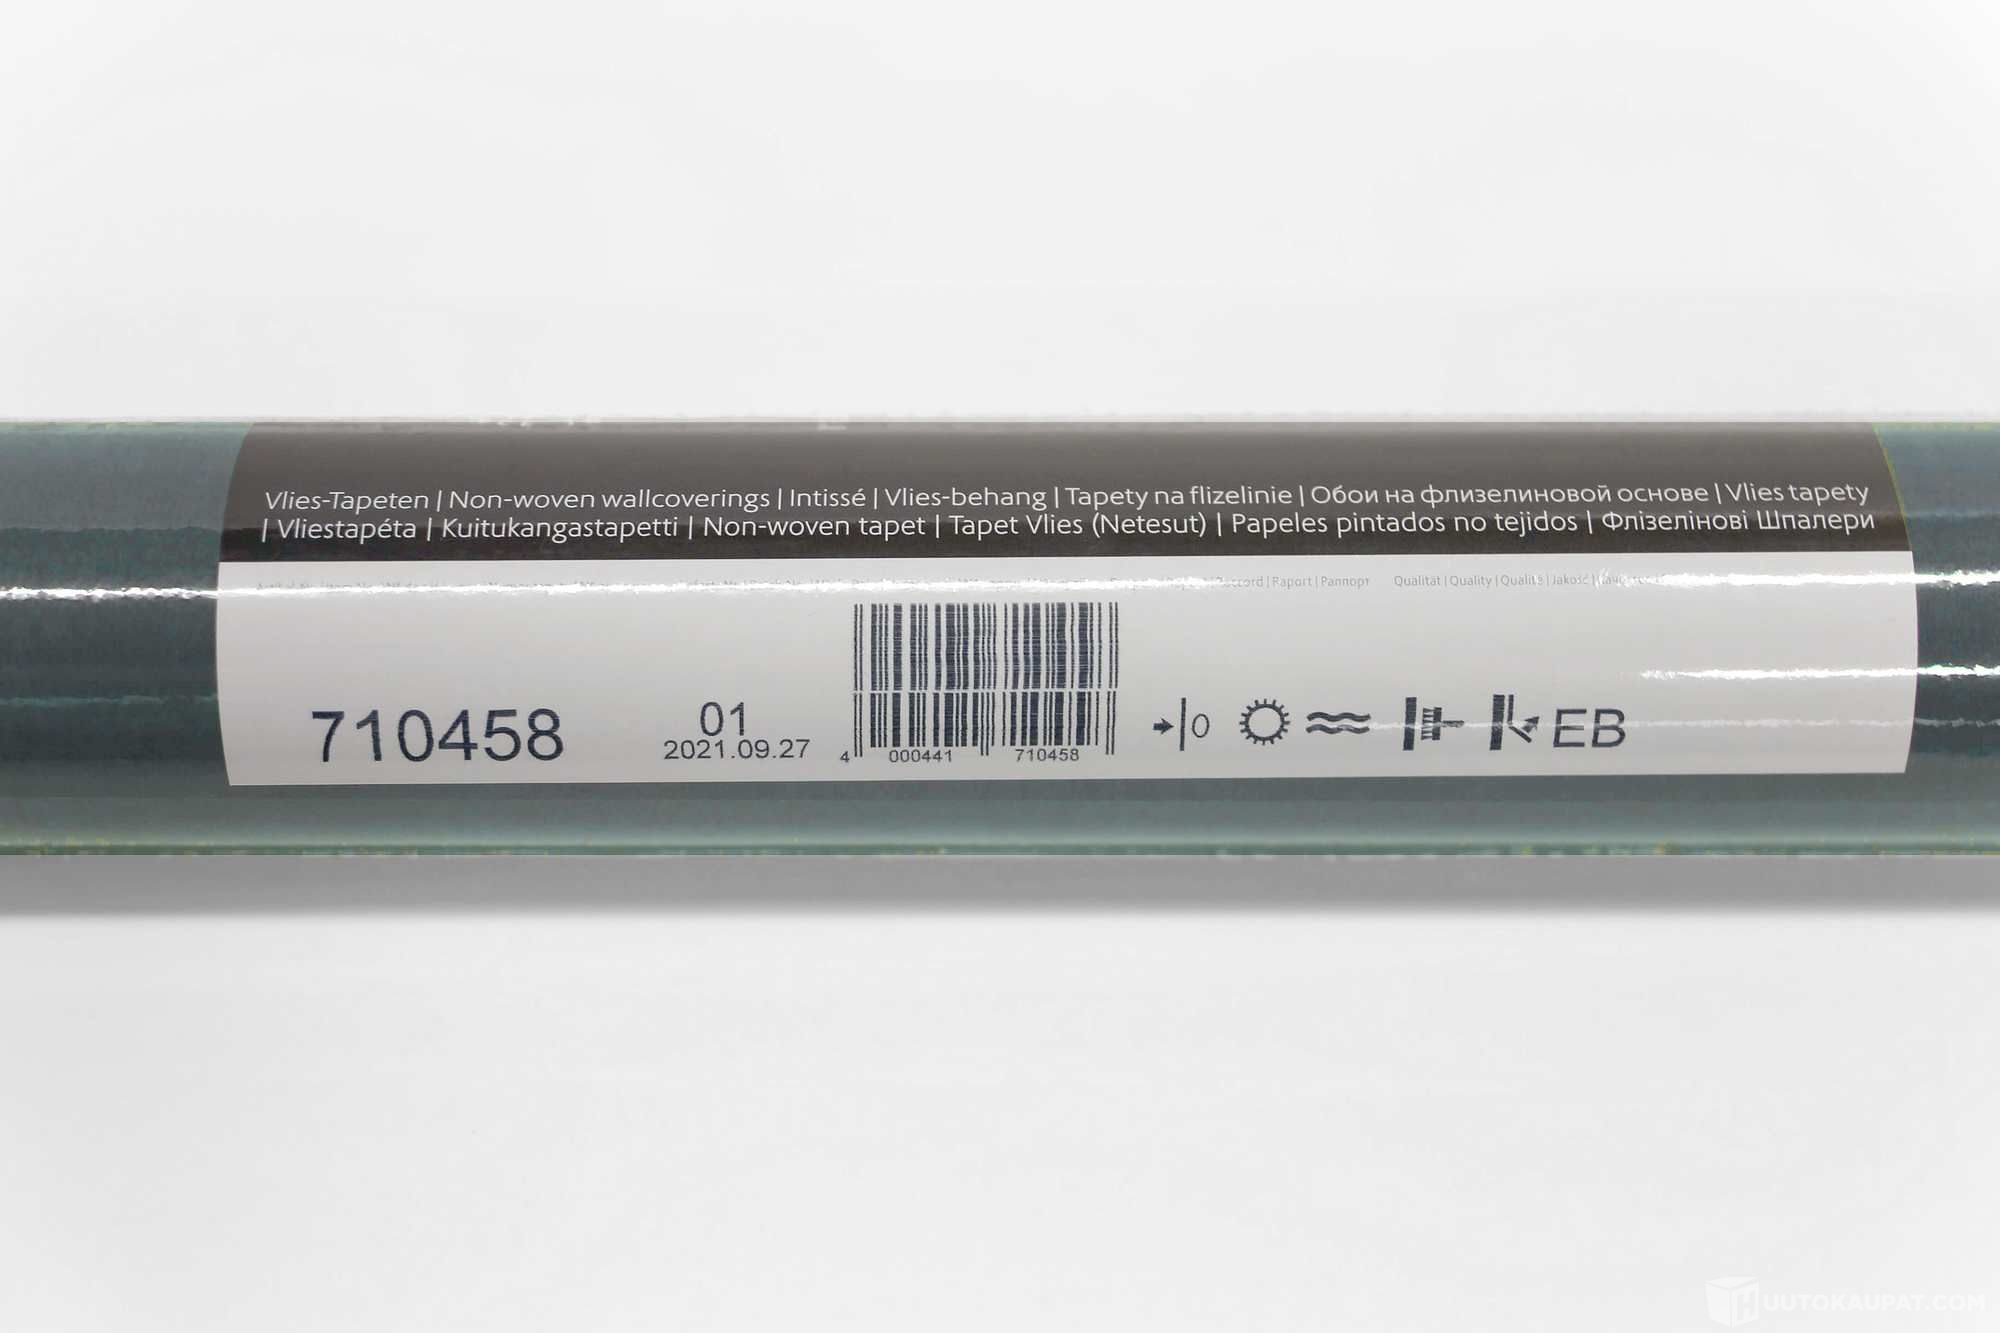 Vlies-Tapeten | Non-woven wallcoverings | Intissé | Vlies-behang | Tapety na flizelinie | Обои на флизелиновой основе | Vlies tapety
| Vliestapéta | Kuitukangastapetti | Non-woven tapet | Tapet Vlies (Netesut) | Papeles pintados no tejidos | Флізелінові Шпалери
Raport | Раппорт Qualität | Quality | Qualité | Jakość
710458
01
2021.09.27
4 000441 710458
0
EB
HUUTOKAUPAT.COM